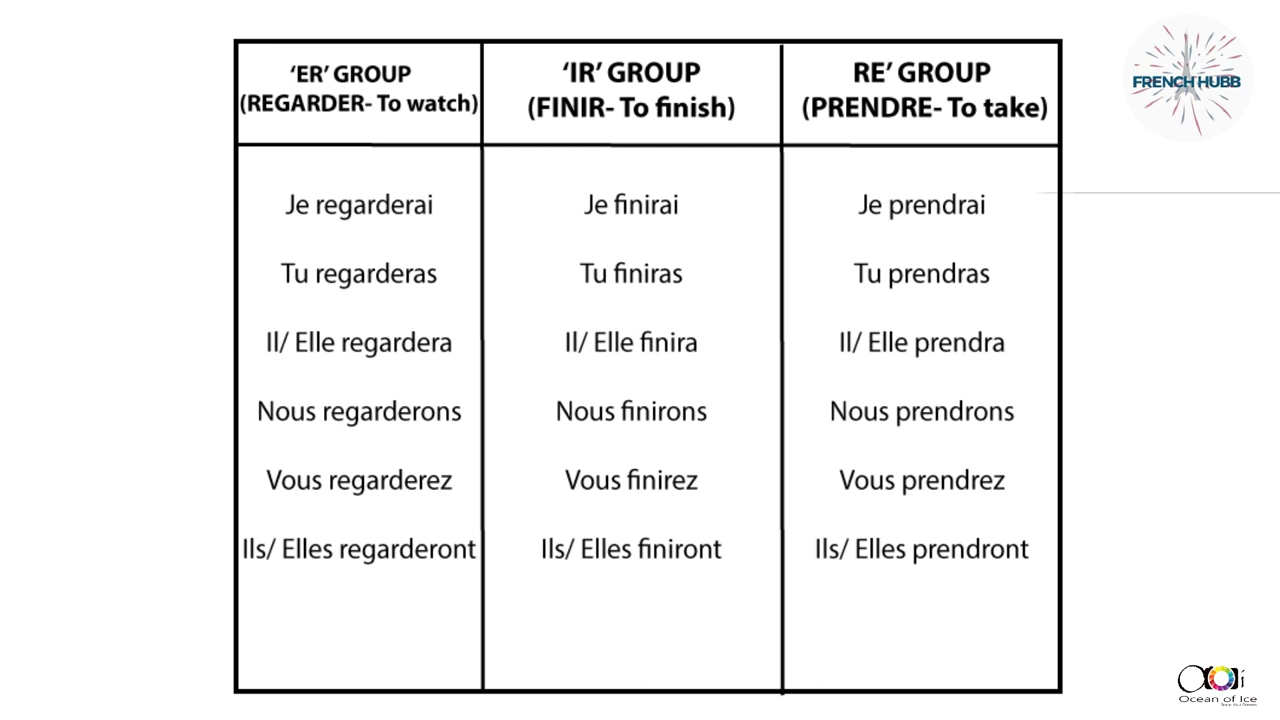 ‘ER’ GROUP
(REGARDER- To watch)
Je regarderai
Tu regarderas
Il/ Elle regardera
Nous regarderons
Vous regarderez
Ils/ Elles regarderont
‘IR’ GROUP
(FINIR- To finish)
Je finirai
Tu finiras
Il/ Elle finira
Nous finirons
Vous finirez
Ils/ Elles finiront
RE’ GROUP
(PRENDRE- To take)
Je prendrai
Tu prendras
Il/ Elle prendra
Nous prendrons
Vous prendrez
Ils/ Elles prendront
FRENCH HUBB
Ocean of Ice